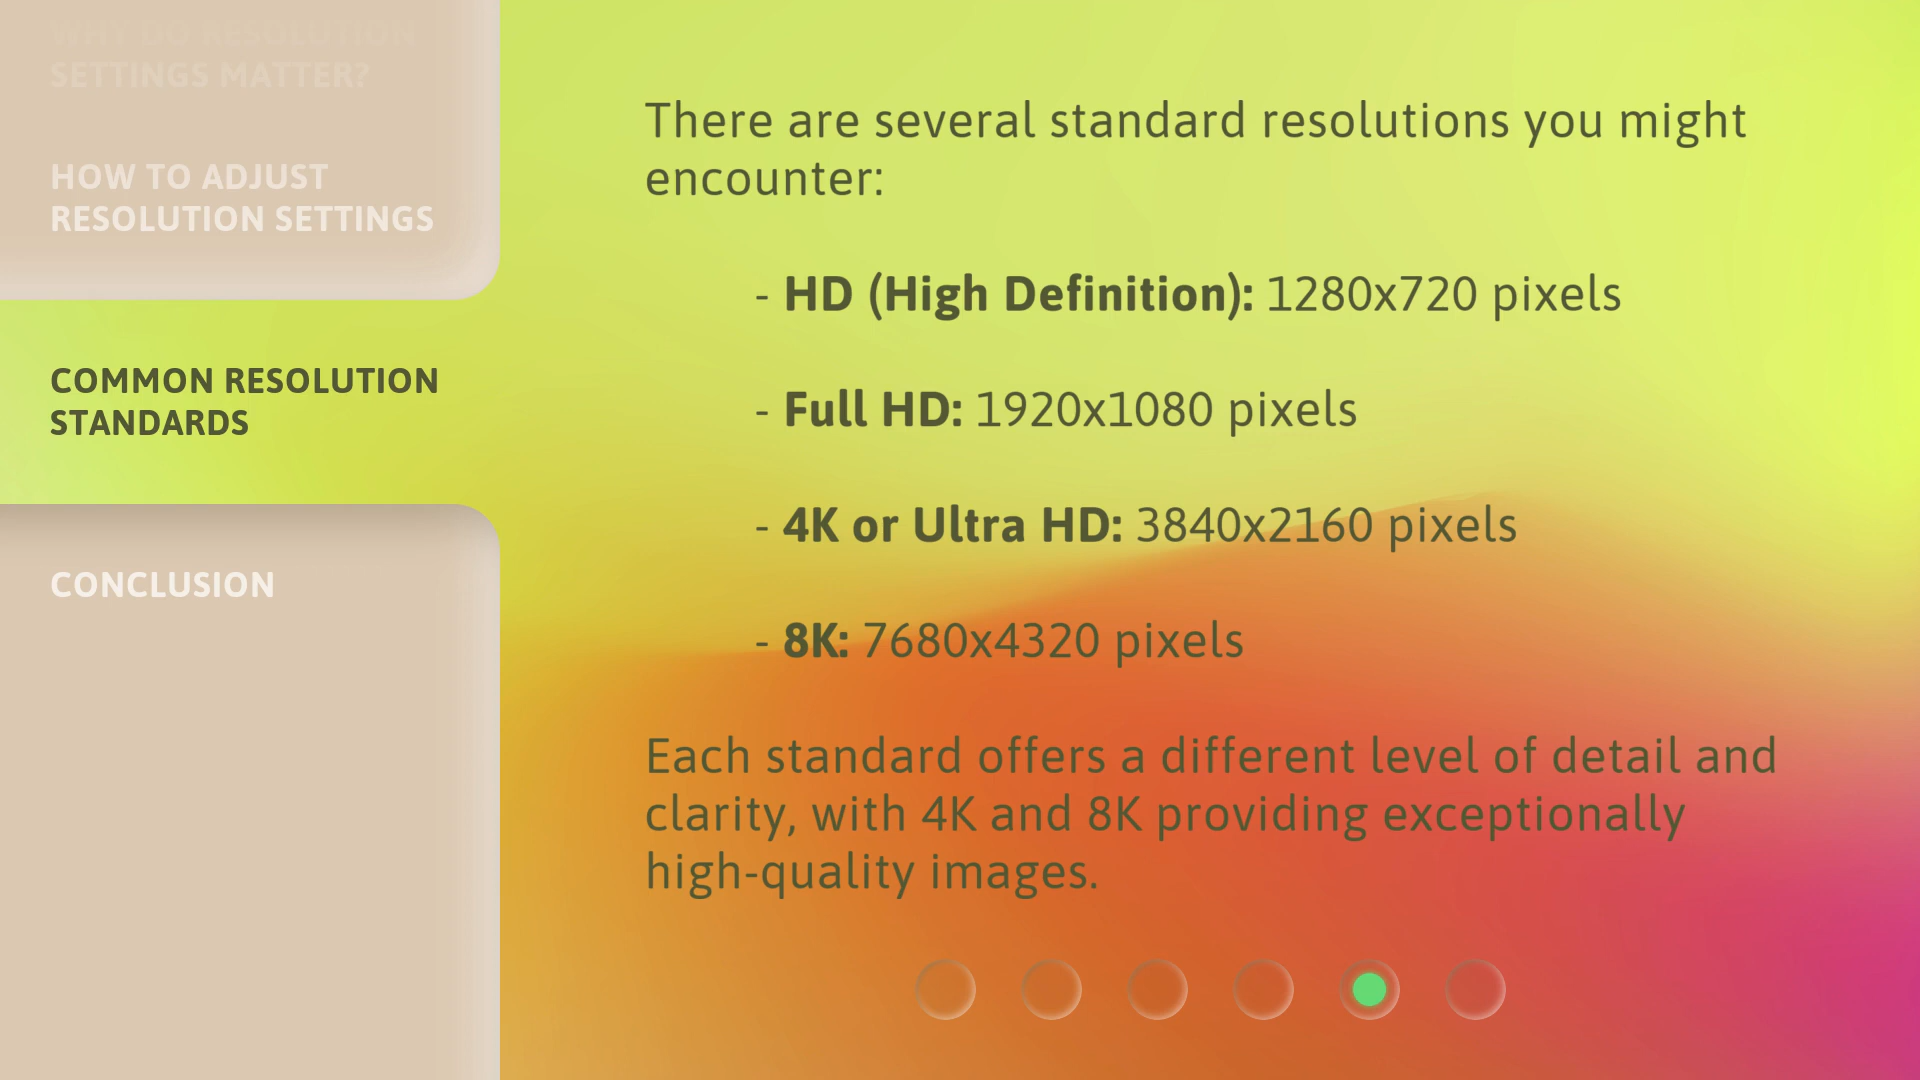 WHY DO RESOLUTION
SETTINGS MATTER?
HOW TO ADJUST
RESOLUTION SETTINGS
COMMON RESOLUTION
STANDARDS
CONCLUSION
There are several standard resolutions you might
encounter:
- HD (High Definition): 1280x720 pixels
- Full HD: 1920x1080 pixels
- 4K or Ultra HD: 3840x2160 pixels
- 8K: 7680x4320 pixels
Each standard offers a different level of detail and
clarity, with 4K and 8K providing exceptionally
high-quality images.